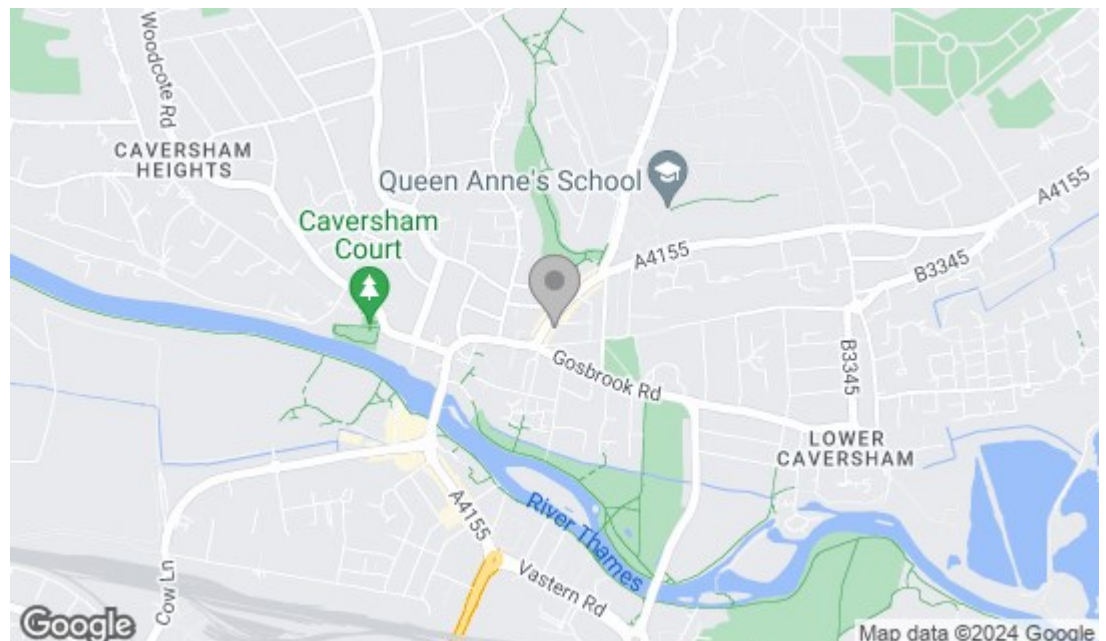 Woodcote Rd
CAVERSHAM
HEIGHTS
Queen Anne's School
Caversham
Court
A4155
A4155
B3345
B3345
Gosbrook Rd
LOWER
CAVERSHAM
A4155
River Thames
Vastern Rd
Cow Ln
Google
Map data ©2024 Google